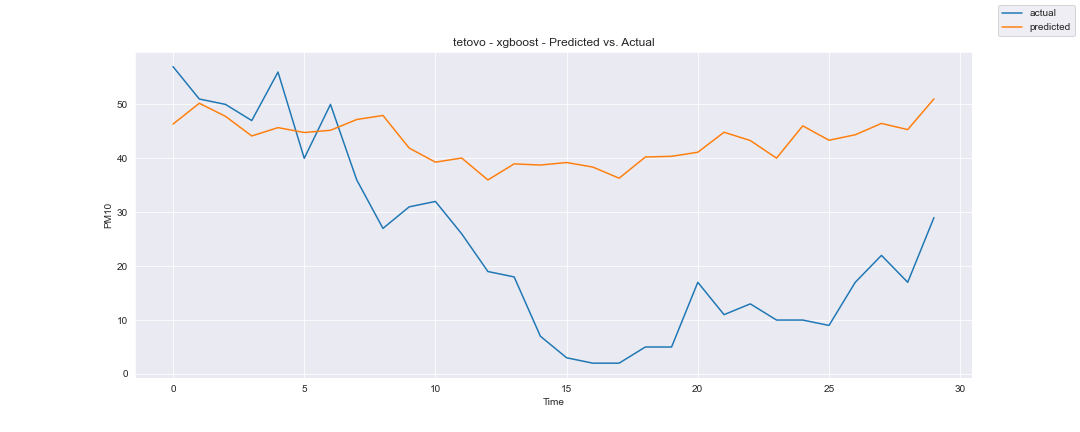 actual
predicted
tetovo - xgboost - Predicted vs. Actual
50
40
30
20
10
0
PM10
0 5 10 15 20 25 30
Time